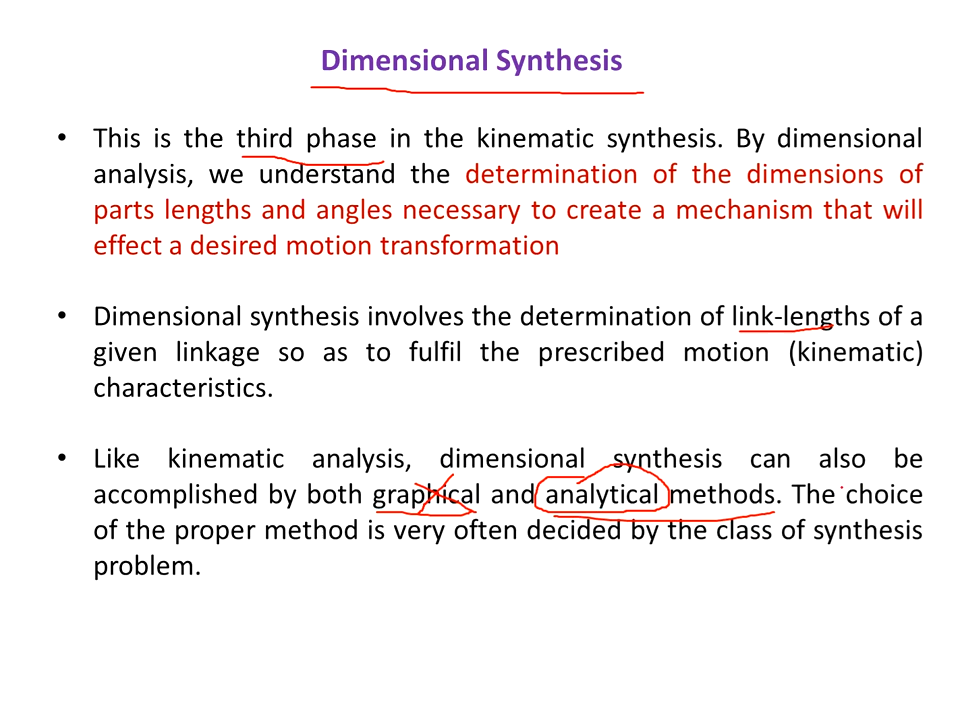 Dimensional Synthesis
• This is the third phase in the kinematic synthesis. By dimensional
analysis, we understand the determination of the dimensions of
parts lengths and angles necessary to create a mechanism that will
effect a desired motion transformation
• Dimensional synthesis involves the determination of link-lengths of a
given linkage so as to fulfil the prescribed motion (kinematic)
characteristics.
• Like kinematic analysis, dimensional synthesis can also be
accomplished by both graphical and analytical methods. The choice
of the proper method is very often decided by the class of synthesis
problem.